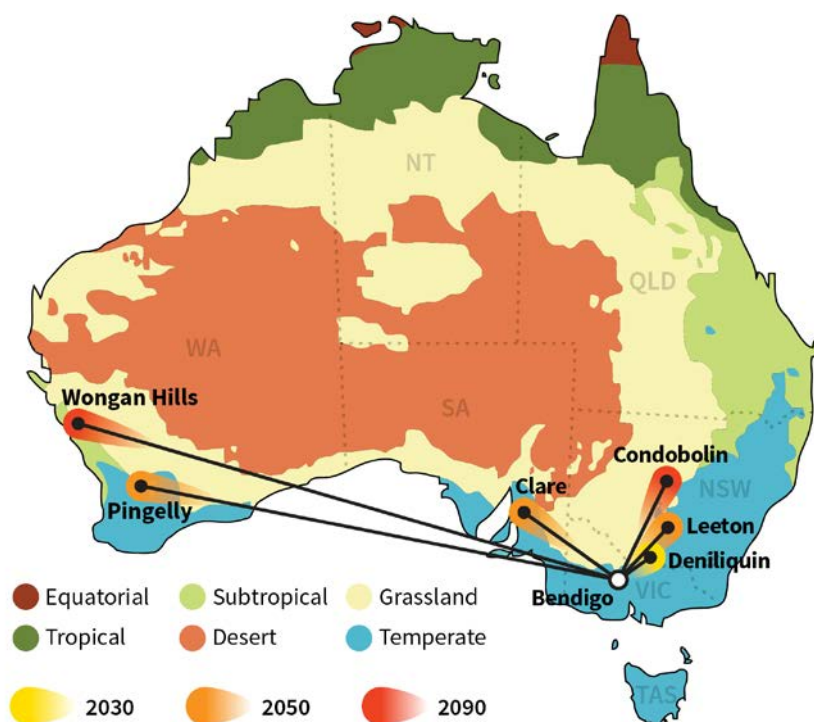 NT
QLD
WA
Wongan Hills
SA
Condobolin
Clare
NSW
Pingelly
Leeton
Deniliquin
Bendigo
VIC
Equatorial
Subtropical
Grassland
Tropical
Desert
Temperate
TAS
2030
2050
2090